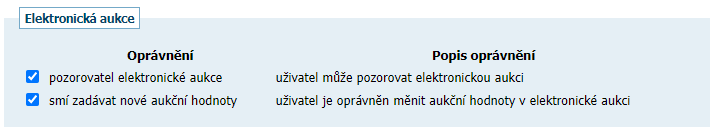 Elektronická aukce
Oprávnění Popis oprávnění
pozorovatel elektronické aukce uživatel může pozorovat elektronickou aukci
smí zadávat nové aukční hodnoty uživatel je oprávněn měnit aukční hodnoty v elektronické aukci